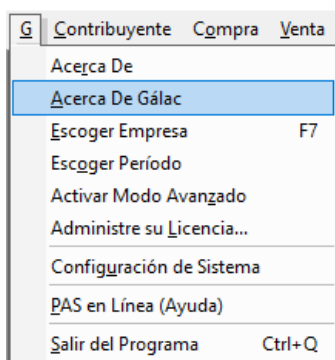 G Contribuyente Compra Venta
Acerca De
Acerca De Gálac
Escoger Empresa F7
Escoger Período
Activar Modo Avanzado
Administre su Licencia...
Configuración de Sistema
PAS en Línea (Ayuda)
Salir del Programa Ctrl+Q